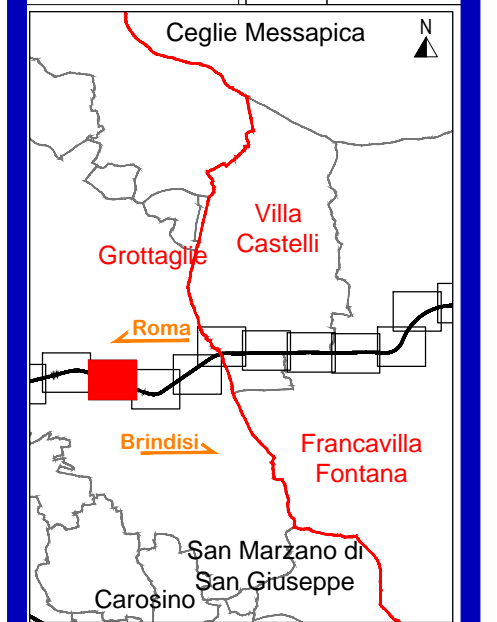 Ceglie Messapica
N
Villa
Castelli
Grottaglie
Roma
Brindisi
Francavilla
Fontana
San Marzano di
San Giuseppe
Carosino